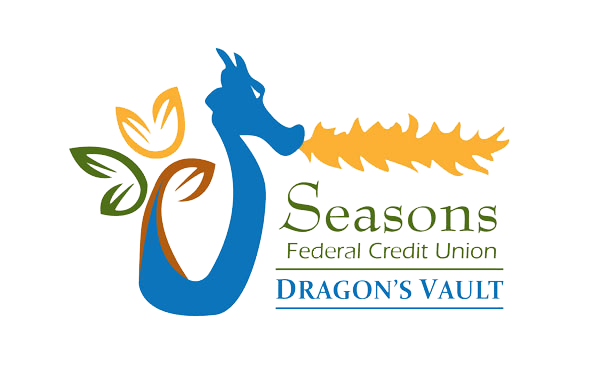 Seasons
Federal Credit Union
DRAGON'S VAULT